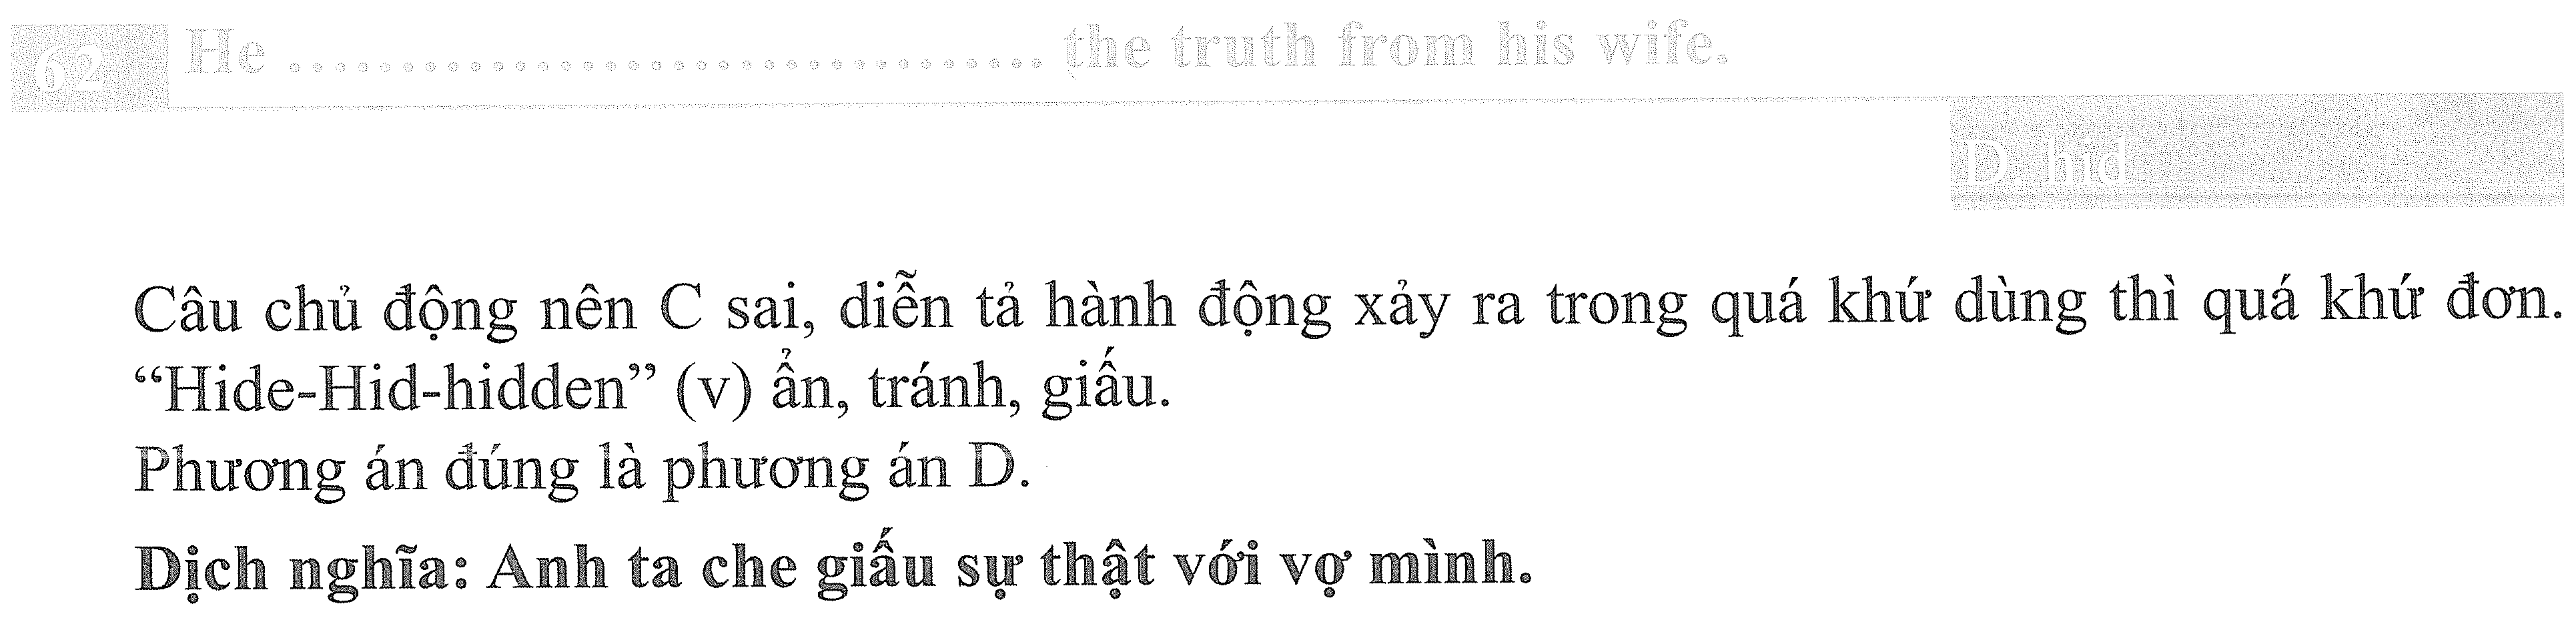 62 He .................................. the truth from his wife.
D. hid
Câu chủ động nên C sai, diễn tả hành động xảy ra trong quá khứ dùng thì quá khứ đơn.
“Hide-Hid-hidden” (v) ẩn, tránh, giấu.
Phương án đúng là phương án D.
Dịch nghĩa: Anh ta che giấu sự thật với vợ mình.